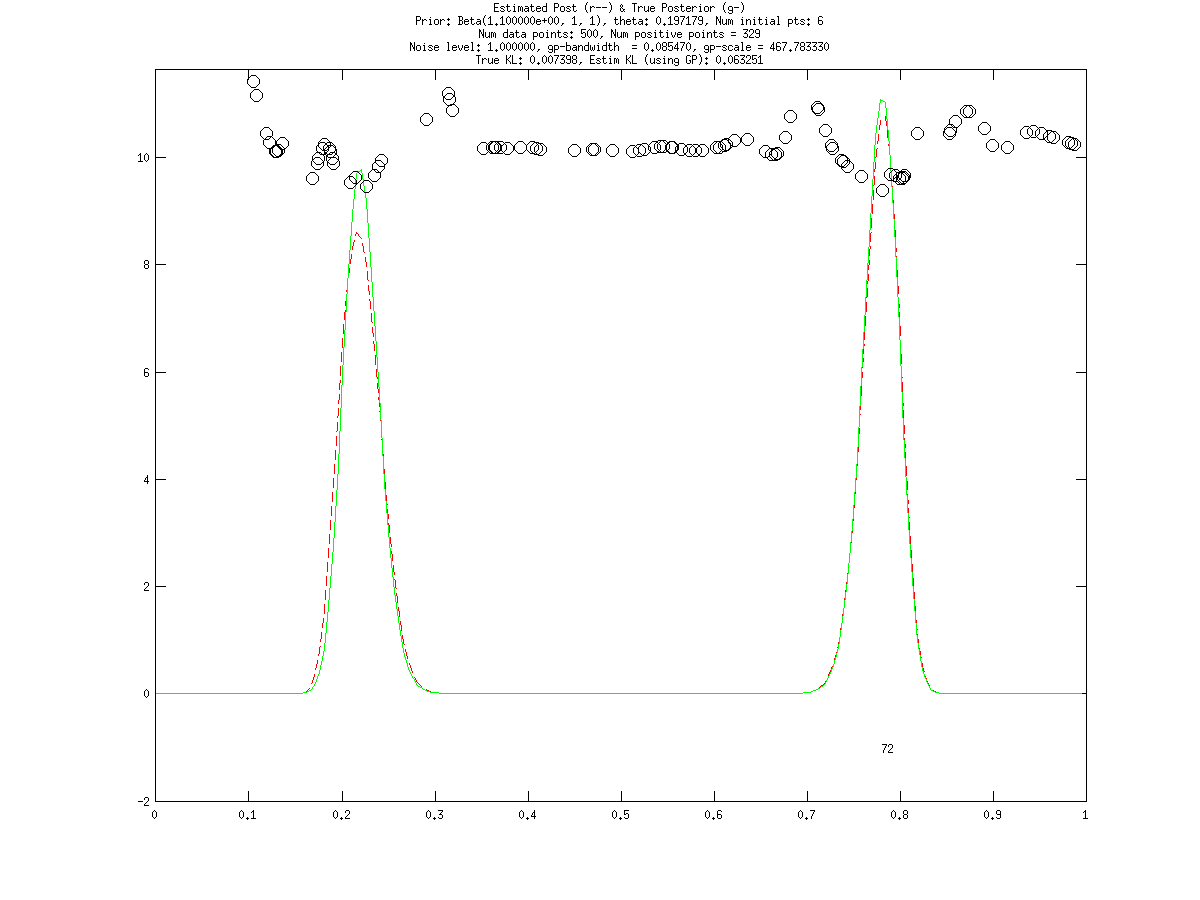 Estimated Post (r--) & True Posterior (g-)
Prior: Beta(1.100000e+00, 1, 1), theta: 0.197179, Num initial pts: 6
Num data points: 500, Num positive points = 329
Noise level: 1.000000, gp-bandwidth  = 0.085470, gp-scale = 467.783330
True KL: 0.007398, Estim KL (using GP): 0.063251
10
8
6
4
2
0
72
-2
0 0.1 0.2 0.3 0.4 0.5 0.6 0.7 0.8 0.9 1